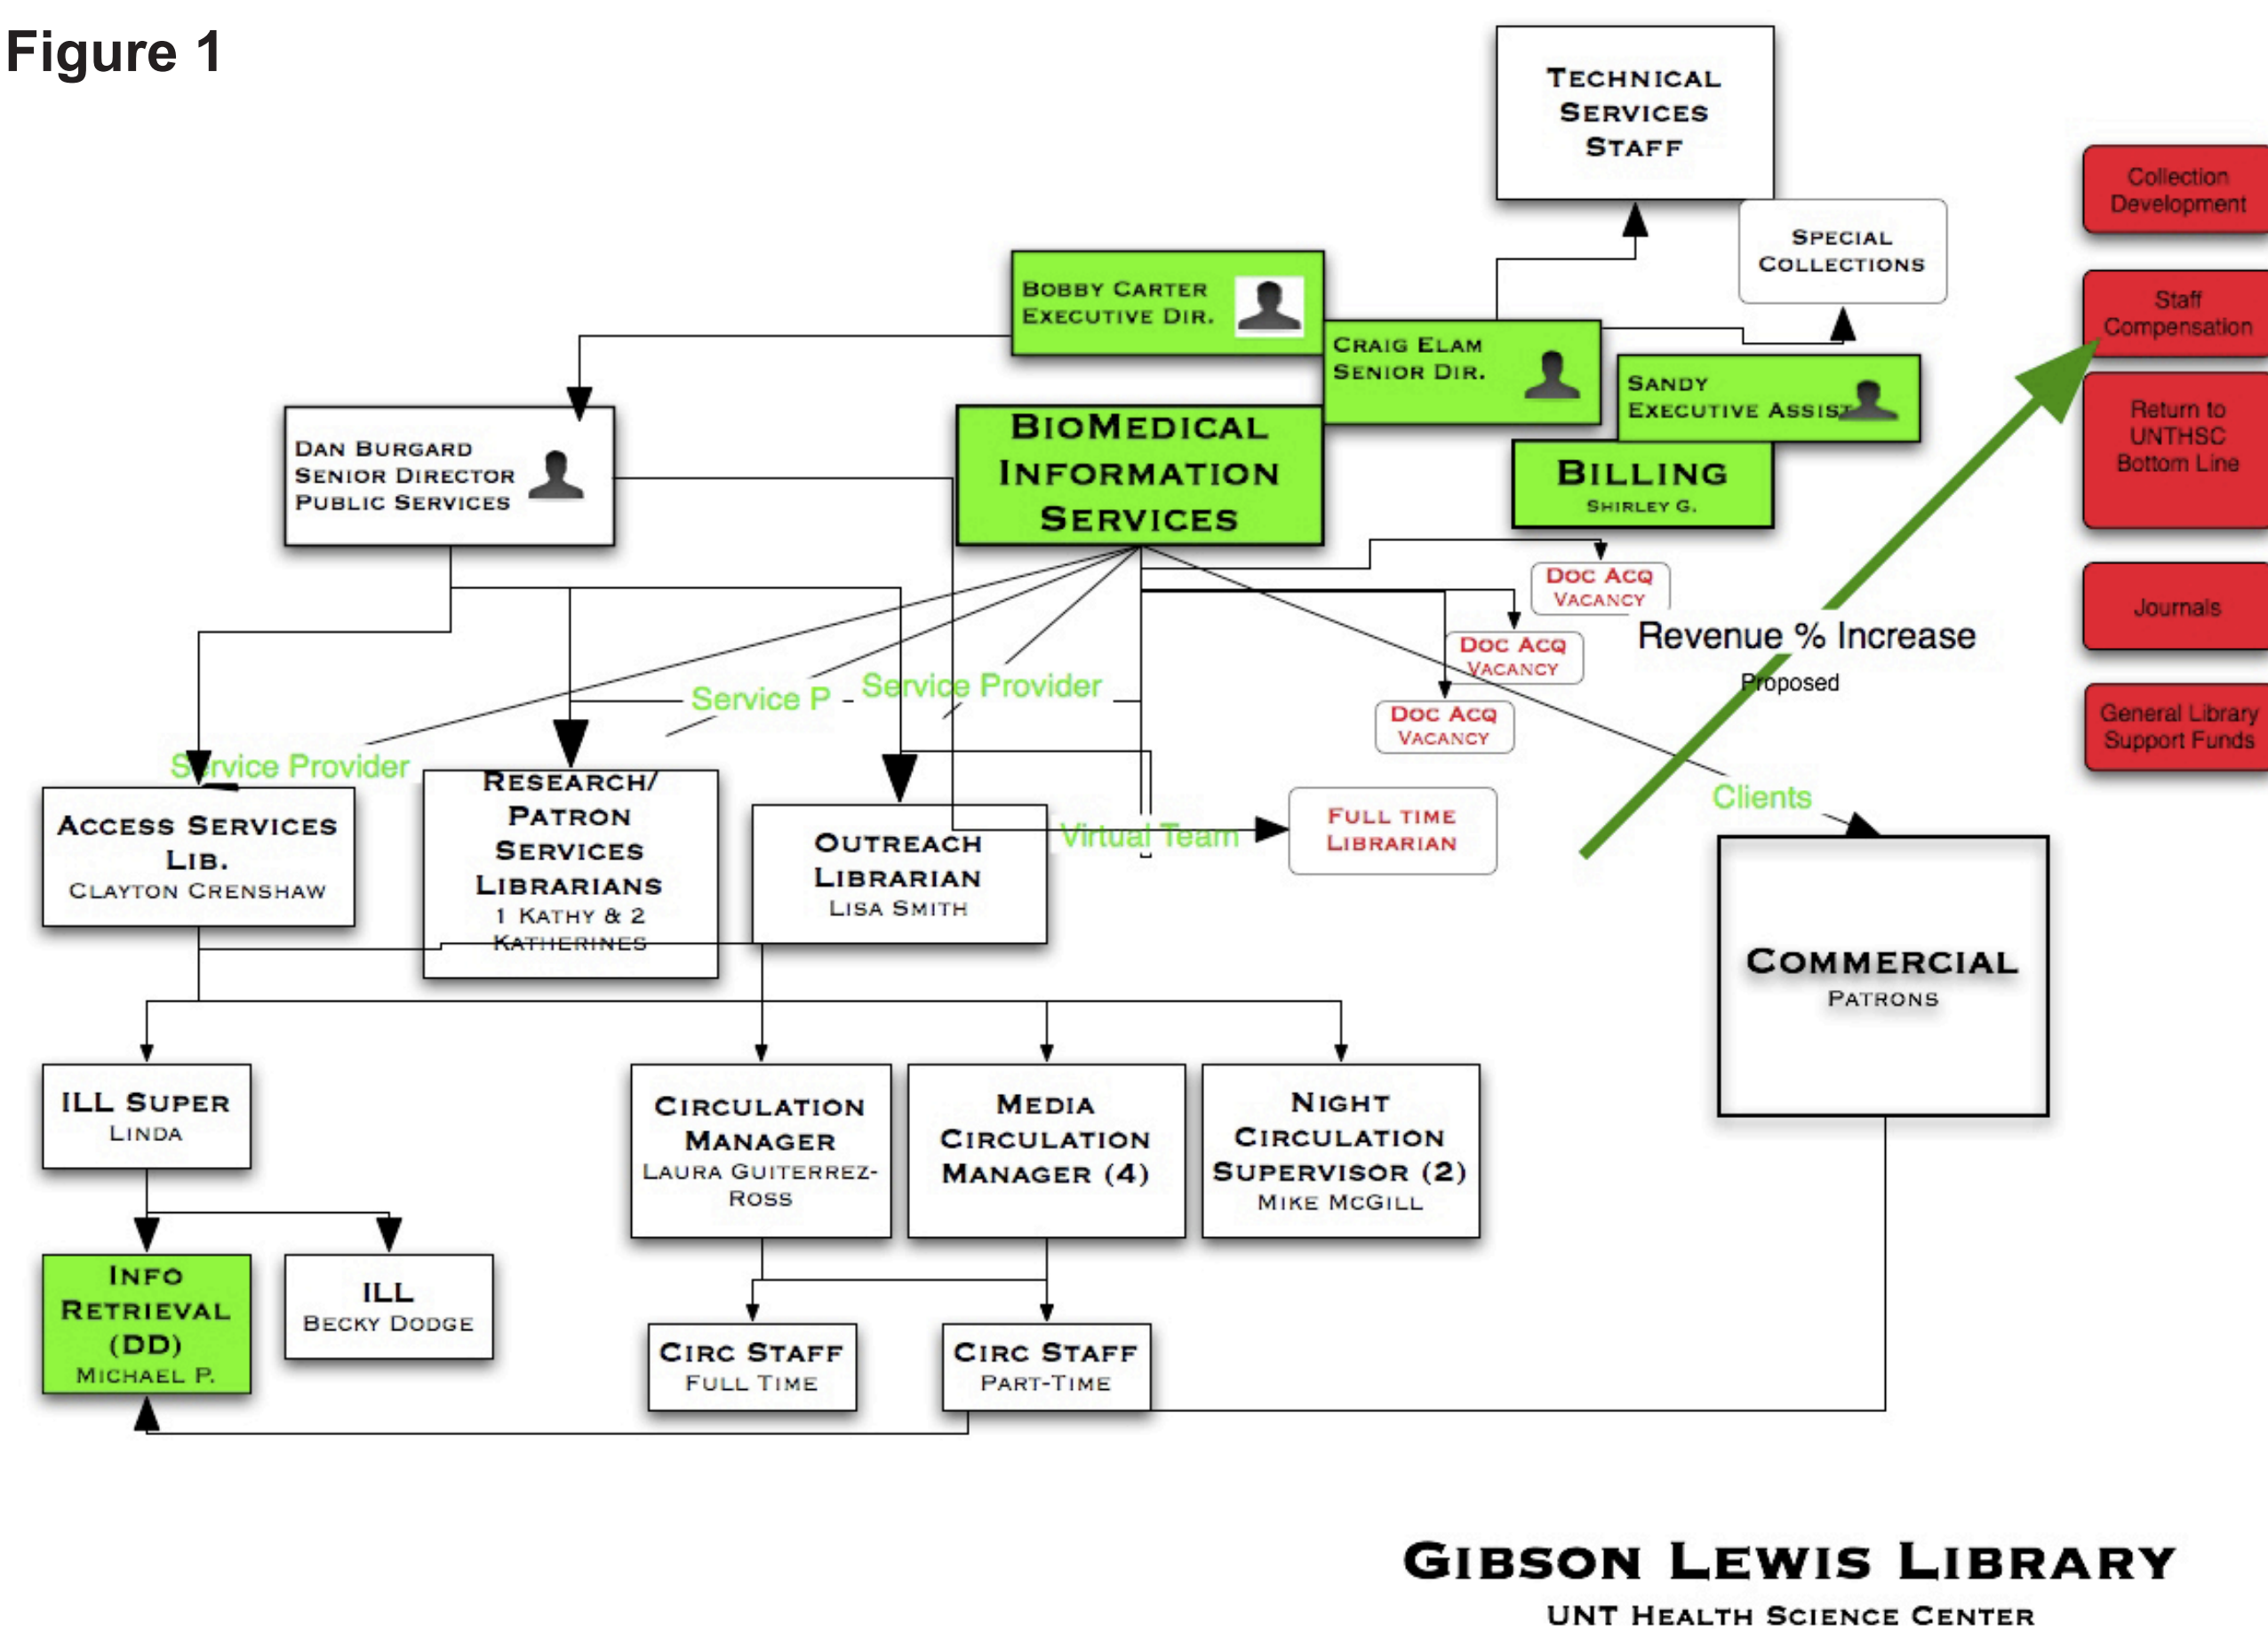 Figure 1
TECHNICAL
SERVICES
STAFF
SPECIAL
COLLECTIONS
Collection
Development
Staff
Compensation
Return to
UNTHSC
Bottom Line
Journals
General Library
Support Funds
BOBBY CARTER
EXECUTIVE DIR.
CRAIG ELAM
SENIOR DIR.
SANDY
EXECUTIVE ASSIST
BILLING
SHIRLEY G.
BIOMEDICAL
INFORMATION
SERVICES
DAN BURGARD
SENIOR DIRECTOR
PUBLIC SERVICES
DOC ACQ
VACANCY
DOC ACQ
VACANCY
DOC ACQ
VACANCY
Revenue % Increase
Proposed
Service Provider
Service P
Service Provider
Virtual Team
Clients
FULL TIME
LIBRARIAN
ACCESS SERVICES
LIB.
CLAYTON CRENSHAW
RESEARCH/
PATRON
SERVICES
LIBRARIANS
1 KATHY & 2
KATHERINES
OUTREACH
LIBRARIAN
LISA SMITH
COMMERCIAL
PATRONS
ILL SUPER
LINDA
CIRCULATION
MANAGER
LAURA GUITERREZ-
ROSS
MEDIA
CIRCULATION
MANAGER (4)
NIGHT
CIRCULATION
SUPERVISOR (2)
MIKE MCGILL
INFO
RETRIEVAL
(DD)
MICHAEL P.
ILL
BECKY DODGE
CIRC STAFF
FULL TIME
CIRC STAFF
PART-TIME
GIBSON LEWIS LIBRARY
UNT HEALTH SCIENCE CENTER